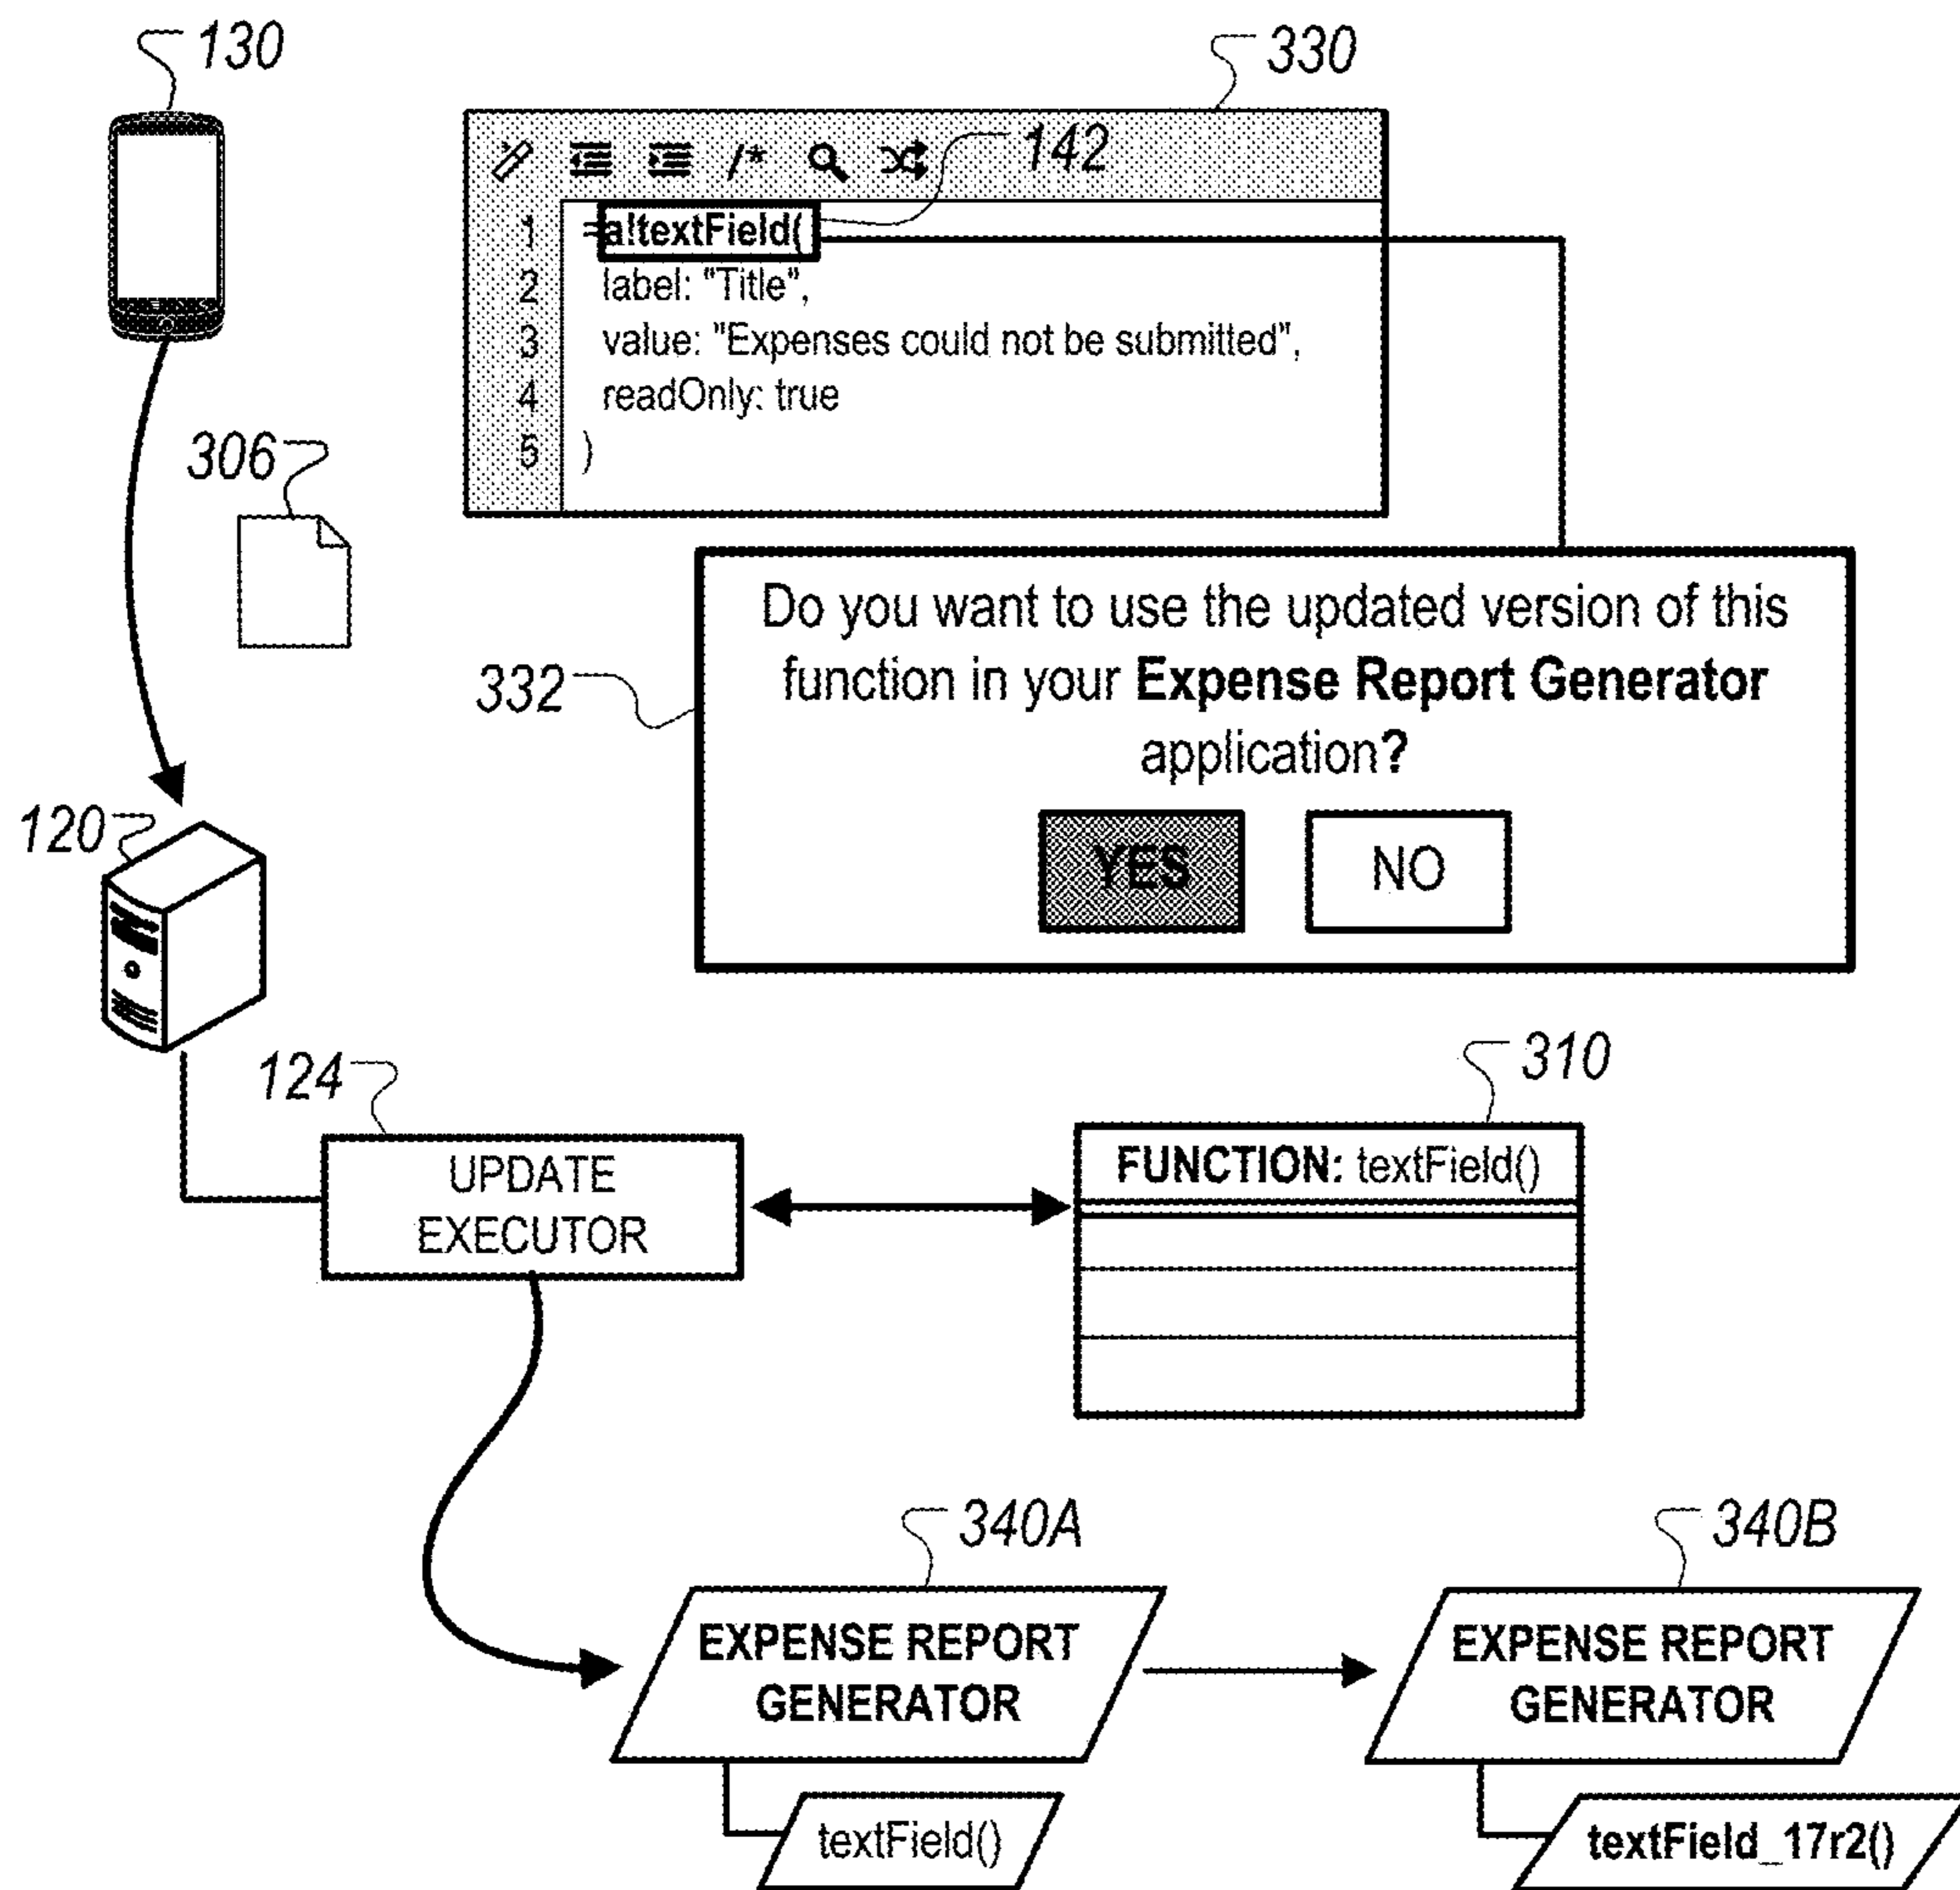 130
330
142
/*
1 =a!textField(
2 label: "Title",
3 value: "Expenses could not be submitted",
4 readOnly: true
5 )
306
Do you want to use the updated version of this
function in your Expense Report Generator
application?
332
YES NO
120
124
310
UPDATE
EXECUTOR
FUNCTION: textField()
340A
340B
EXPENSE REPORT
GENERATOR
EXPENSE REPORT
GENERATOR
textField()
textField_17r2()